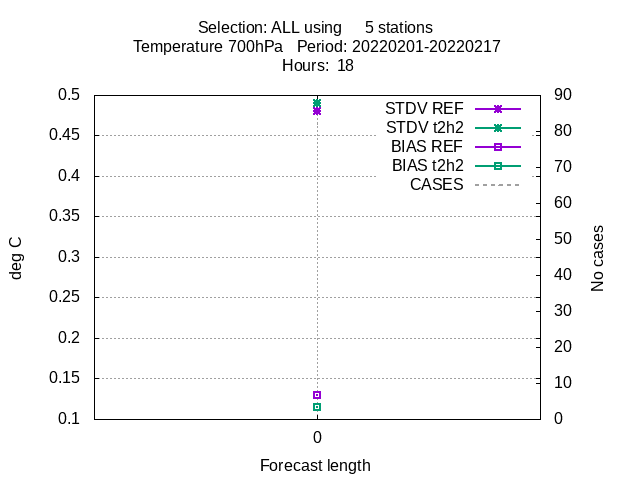 Selection: ALL using 5 stations
Temperature 700hPa Period: 20220201-20220217
Hours: 18
0.5
0.45
0.4
0.35
0.3
0.25
0.2
0.15
0.1
deg C
STDV REF
STDV t2h2
BIAS REF
BIAS t2h2
CASES
90
80
70
60
50
40
30
20
10
0
No cases
0
Forecast length